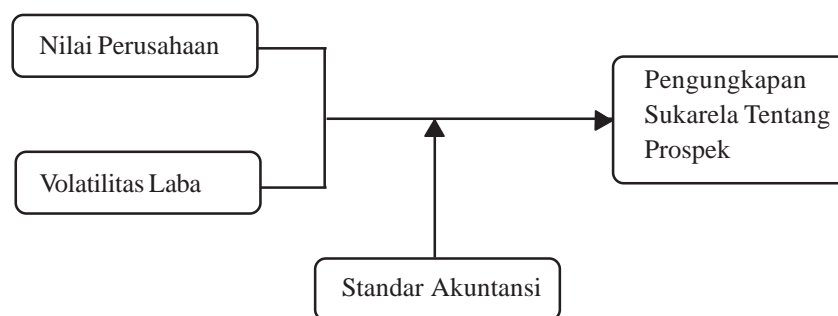 Nilai Perusahaan
Volatilitas Laba
Pengungkapan
Sukarela Tentang
Prospek
Standar Akuntansi